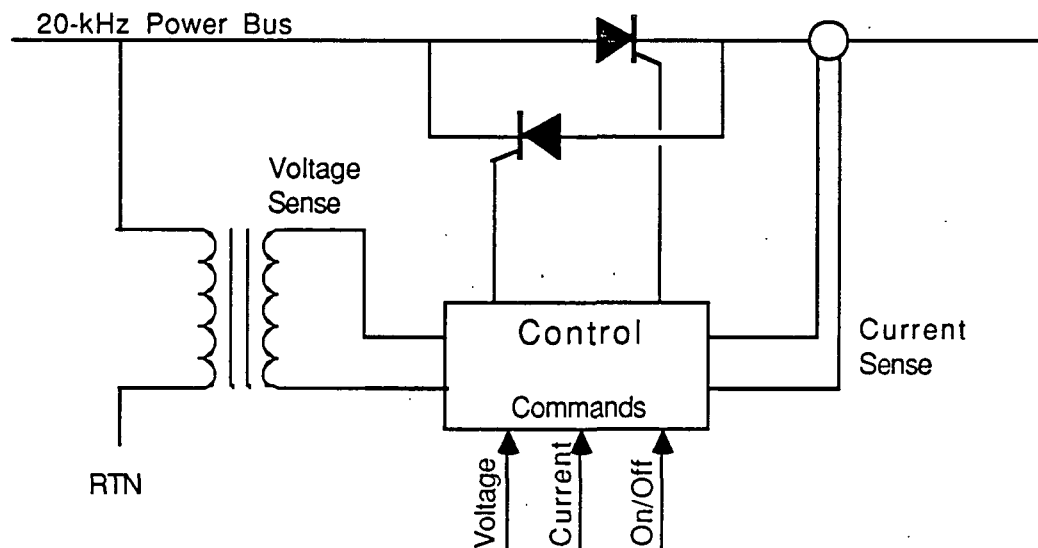 20-kHz Power Bus
Voltage
Sense
Control
Current
Sense
Commands
RTN
Voltage
Current
On/Off